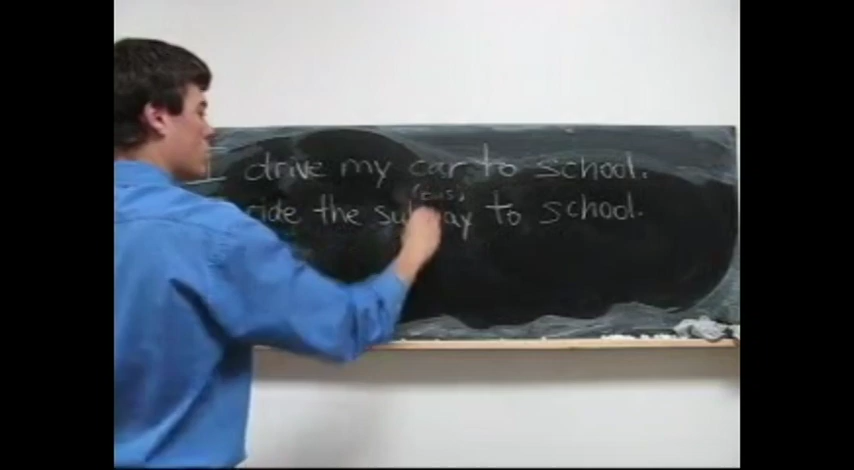 I drive my car to school.
(bus,
ride the subway to school.